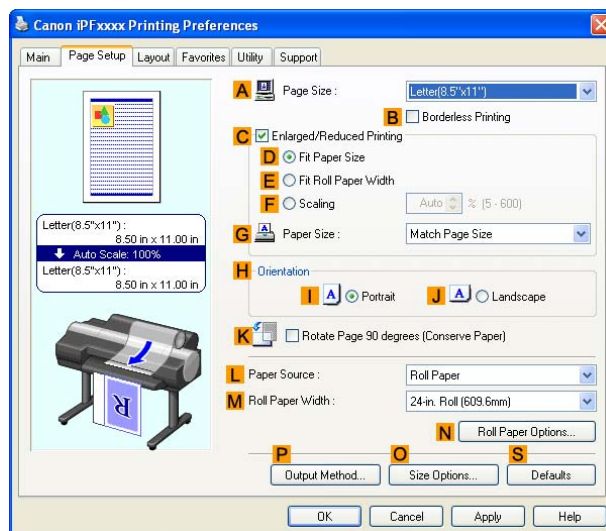 Canon iPFxxxx Printing Preferences
Main Page Setup Layout Favorites Utility Support
A Page Size : Letter(8.5"x11")
B Borderless Printing
C Enlarged/Reduced Printing
D Fit Paper Size
E Fit Roll Paper Width
F Scaling Auto % (5 - 600)
G Paper Size : Match Page Size
Letter(8.5"x11") :
8.50 in x 11.00 in
Auto Scale: 100%
Letter(8.5"x11") :
8.50 in x 11.00 in
H Orientation
I A Portrait J A Landscape
K Rotate Page 90 degrees (Conserve Paper)
L Paper Source : Roll Paper
M Roll Paper Width : 24-in. Roll (609.6mm)
N Roll Paper Options...
R
P O S
Output Method... Size Options... Defaults
OK Cancel Apply Help